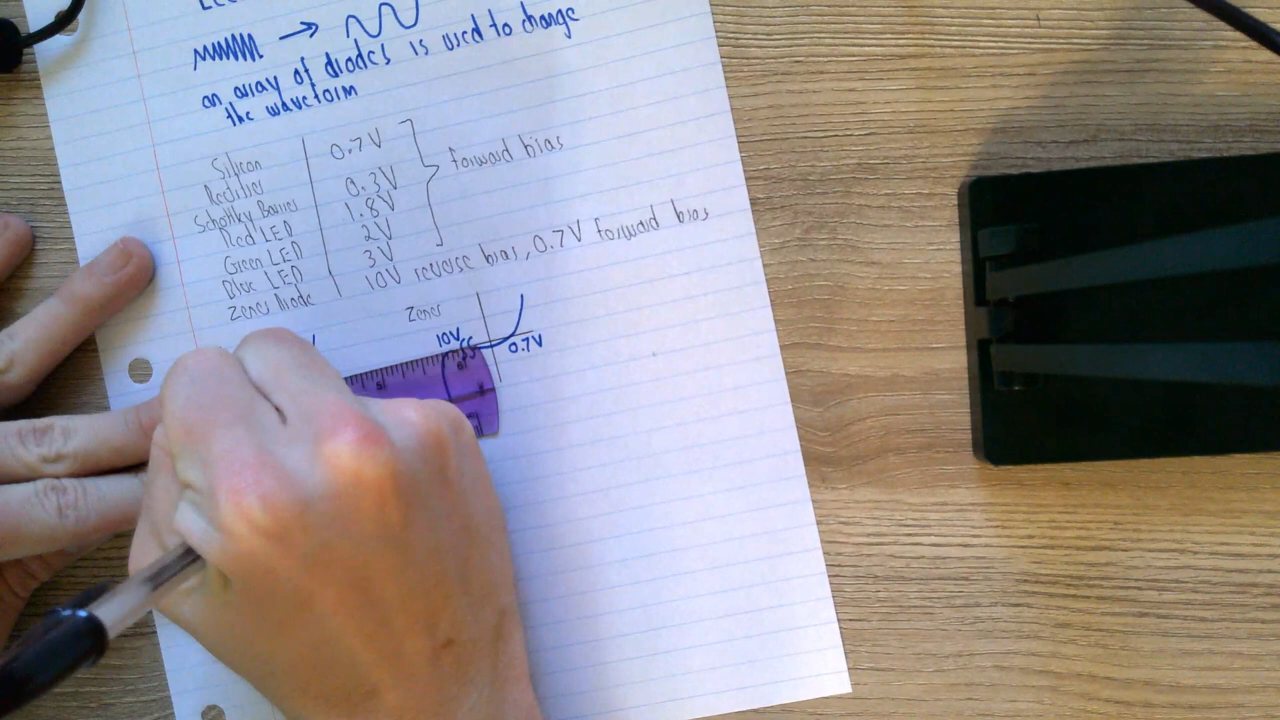 an array of diodes is used to change
the waveform
Silicon
Rectifier 0.7V
Schottky Barrier 0.3V
Red LED 1.8V
Green LED 2V
Blue LED 3V
Zener Diode 10V reverse bias, 0.7V forward bias
forward bias
Zener
10V
0.7V